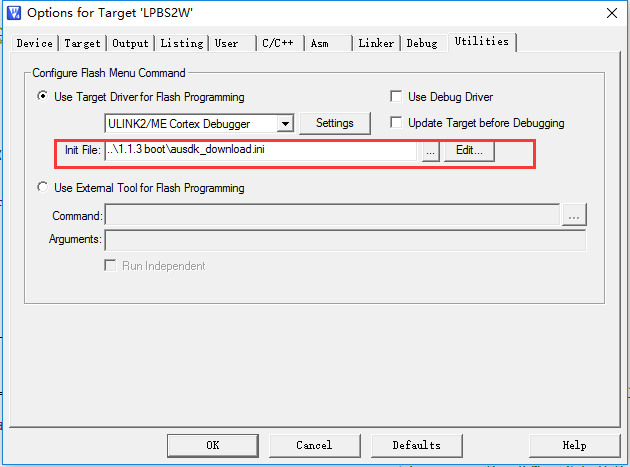 Options for Target 'LPBS2W'
Device Target Output Listing User C/C++ Asm Linker Debug Utilities
Configure Flash Menu Command
Use Target Driver for Flash Programming
Use Debug Driver
ULINK2/ME Cortex Debugger
Settings
Update Target before Debugging
Init File: ..\1.1.3 boot\ausdk_download.ini ... Edit...
Use External Tool for Flash Programming
Command: ...
Arguments:
Run Independent
OK Cancel Defaults Help